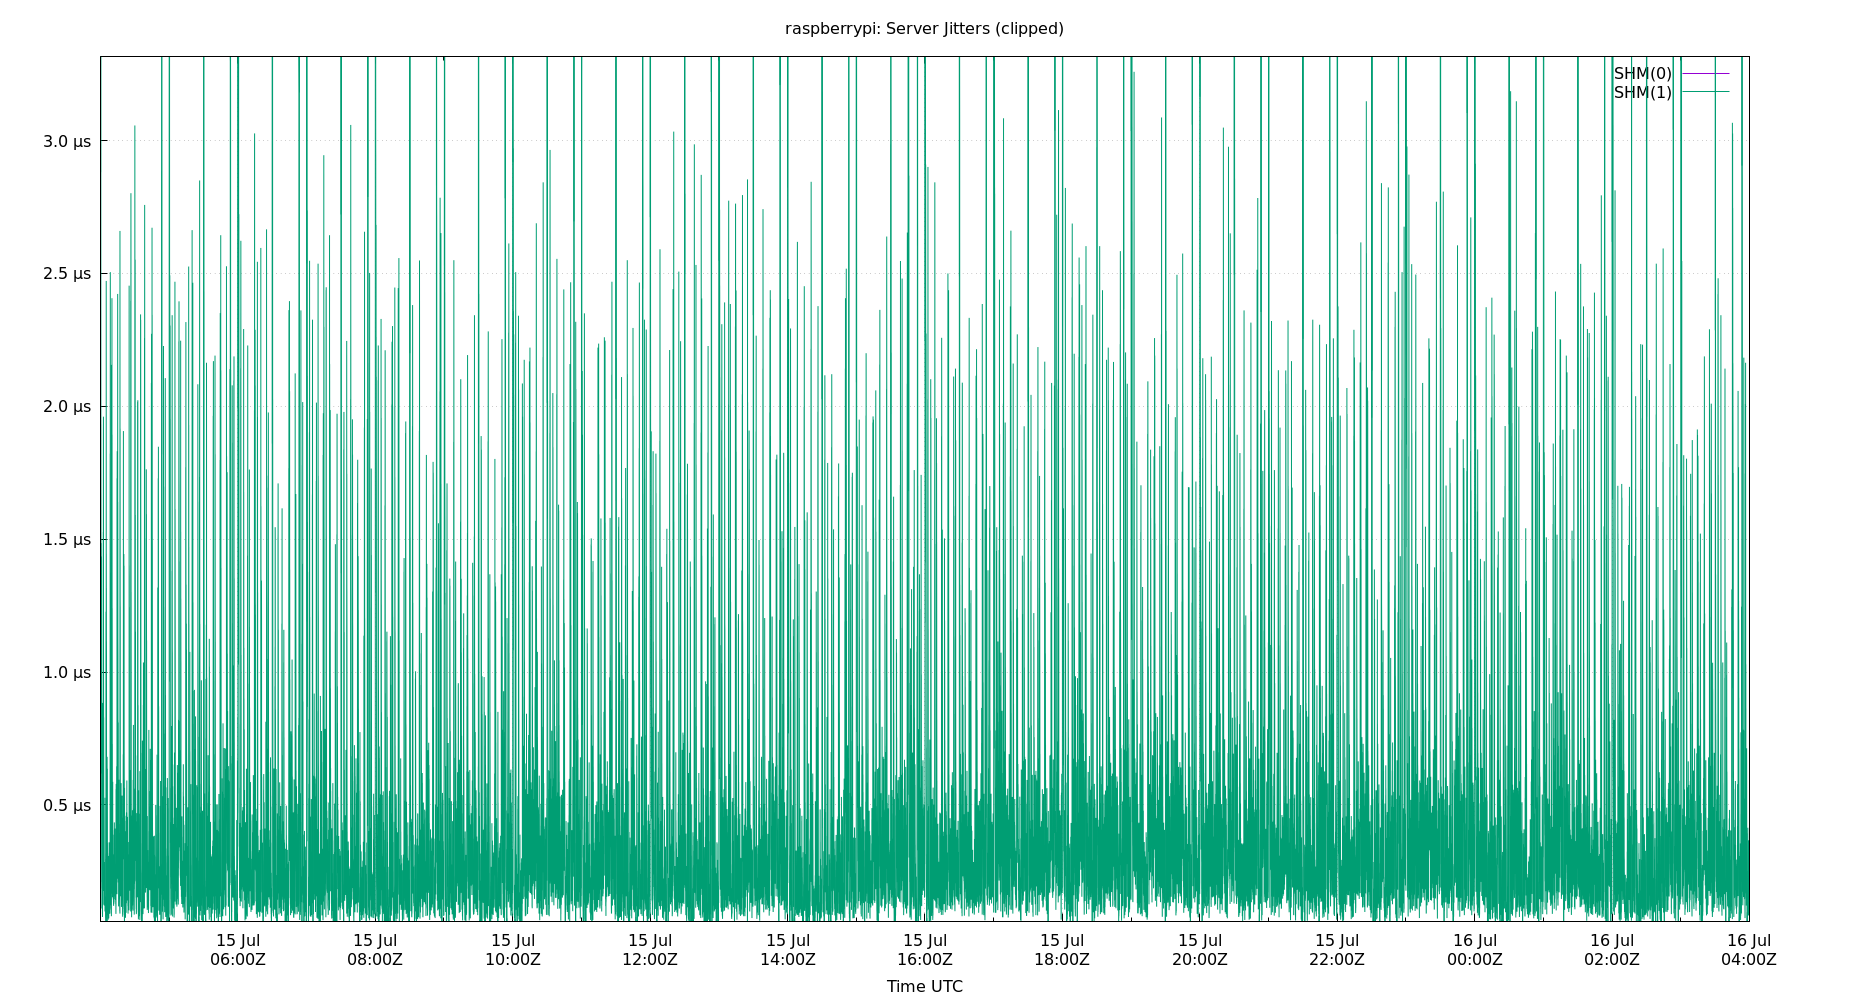 raspberrypi: Server Jitters (clipped)
SHM(0)
SHM(1)
3.0 µs
2.5 µs
2.0 µs
1.5 µs
1.0 µs
0.5 µs
15 Jul 15 Jul 15 Jul 15 Jul 15 Jul 15 Jul 15 Jul 15 Jul 15 Jul 16 Jul 16 Jul 16 Jul
06:00Z 08:00Z 10:00Z 12:00Z 14:00Z 16:00Z 18:00Z 20:00Z 22:00Z 00:00Z 02:00Z 04:00Z
Time UTC